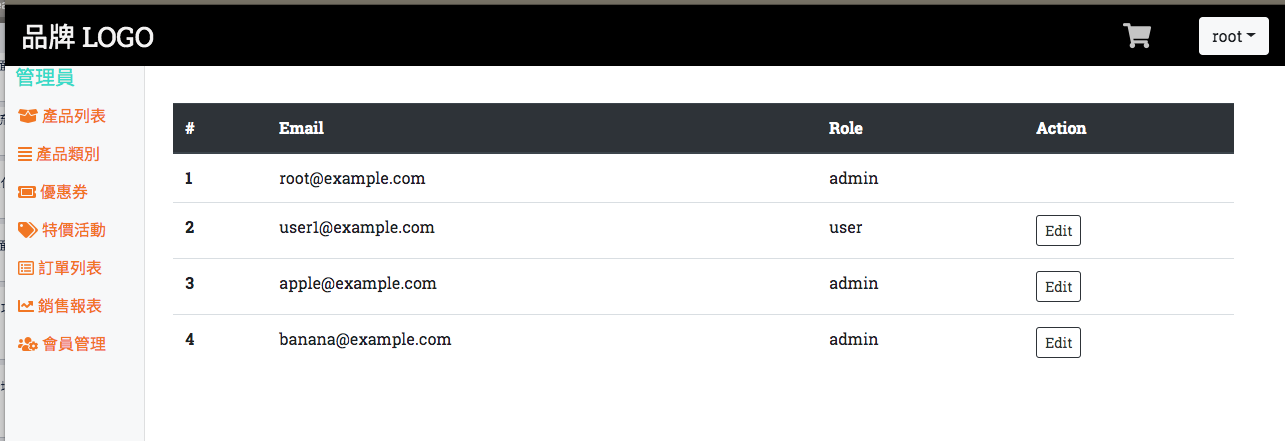 品牌 LOGO
root
管理員
產品列表
產品類別
優惠券
特價活動
訂單列表
銷售報表
會員管理
# Email Role Action
1 root@example.com admin
2 user1@example.com user Edit
3 apple@example.com admin Edit
4 banana@example.com admin Edit